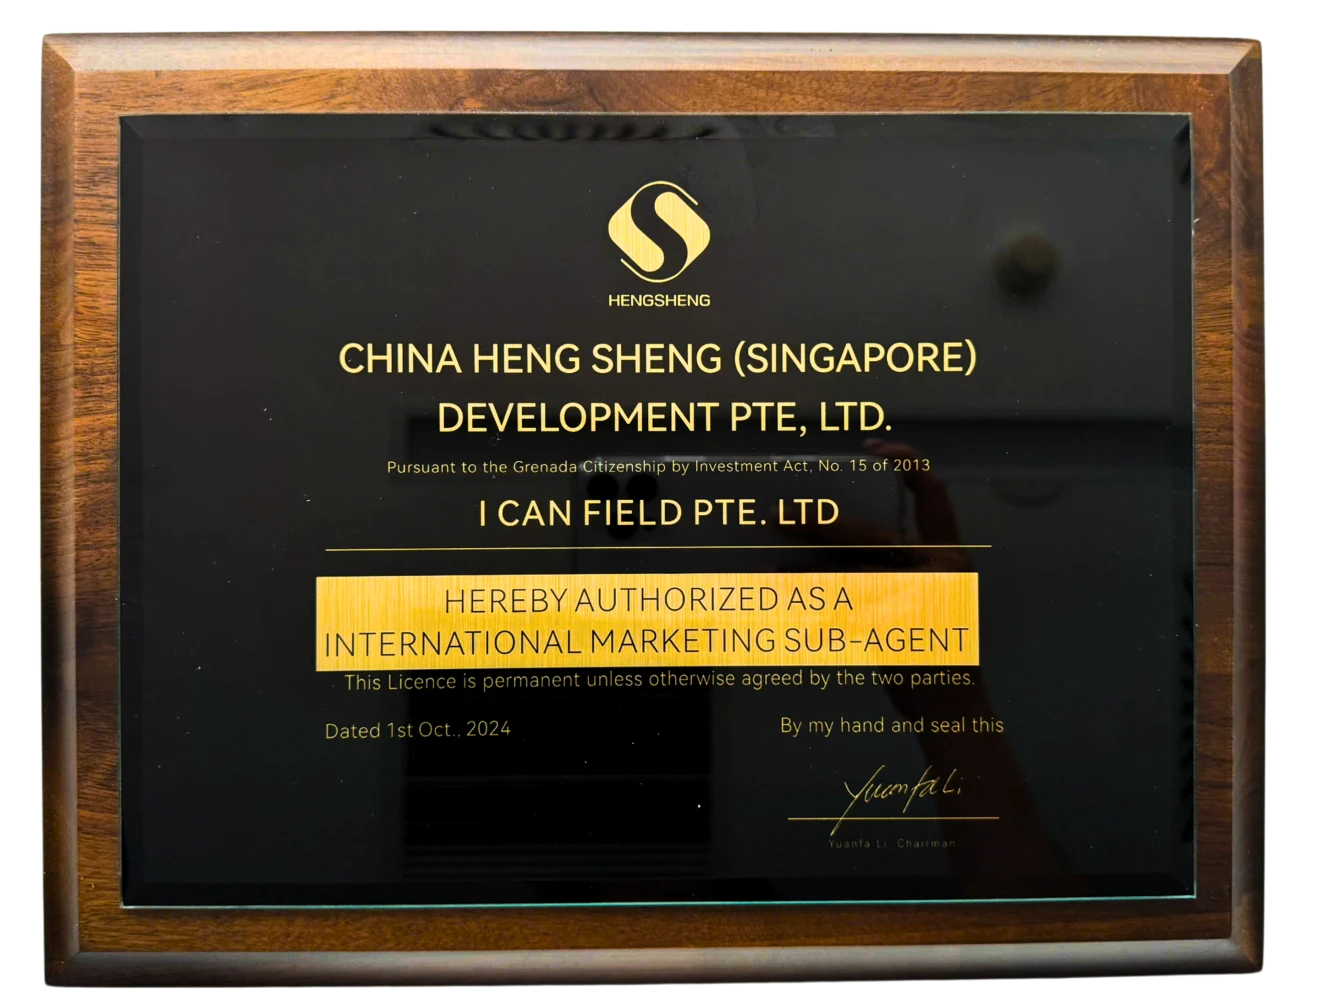 HENGSHENG
CHINA HENG SHENG (SINGAPORE)
DEVELOPMENT PTE, LTD.
Pursuant to the Grenada Citizenship by Investment Act, No. 15 of 2013
I CAN FIELD PTE. LTD
HEREBY AUTHORIZED AS A
INTERNATIONAL MARKETING SUB-AGENT
This Licence is permanent unless otherwise agreed by the two parties.
Dated 1st Oct., 2024
By my hand and seal this
Yuanfa Li
Yuanfa Li, Chairman